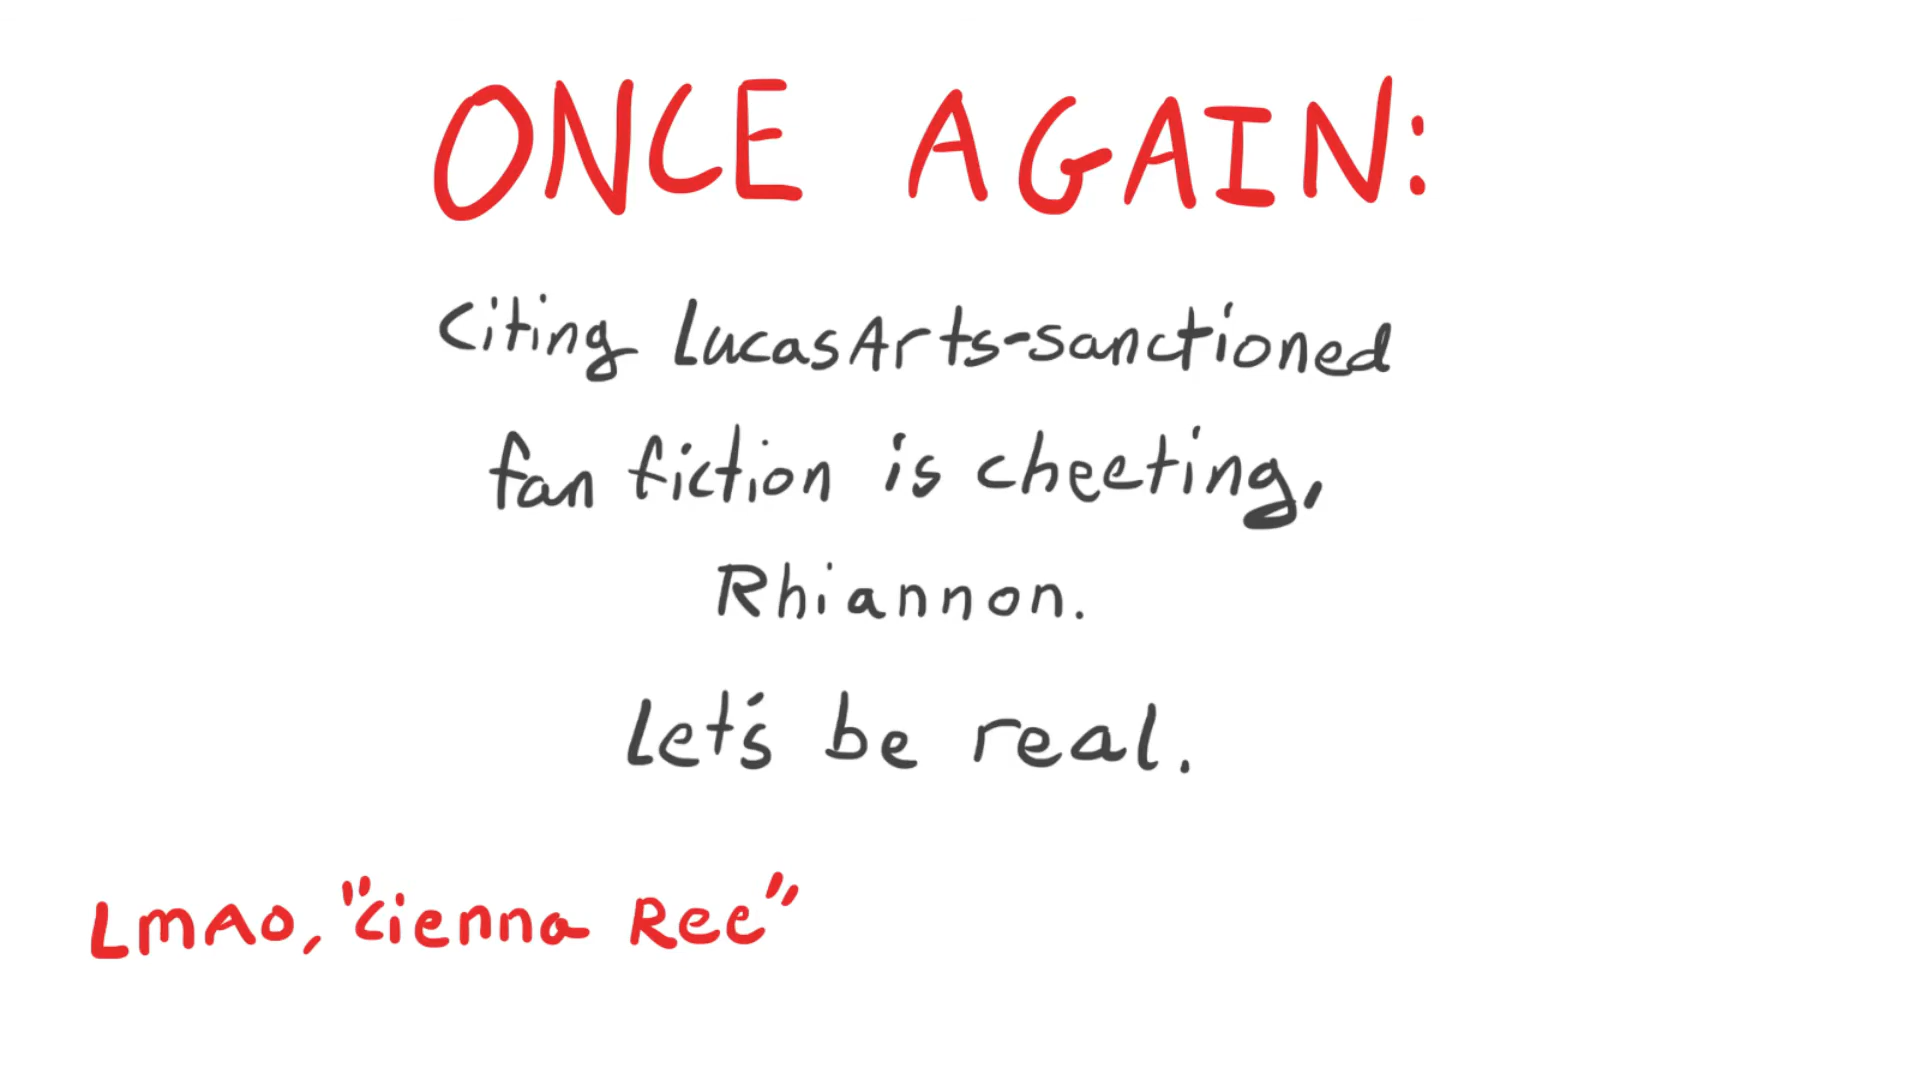 ONCE AGAIN:
Citing LucasArts-sanctioned
fan fiction is cheeting,
Rhiannon.
Let's be real.
LMAO, "Cienna Ree"